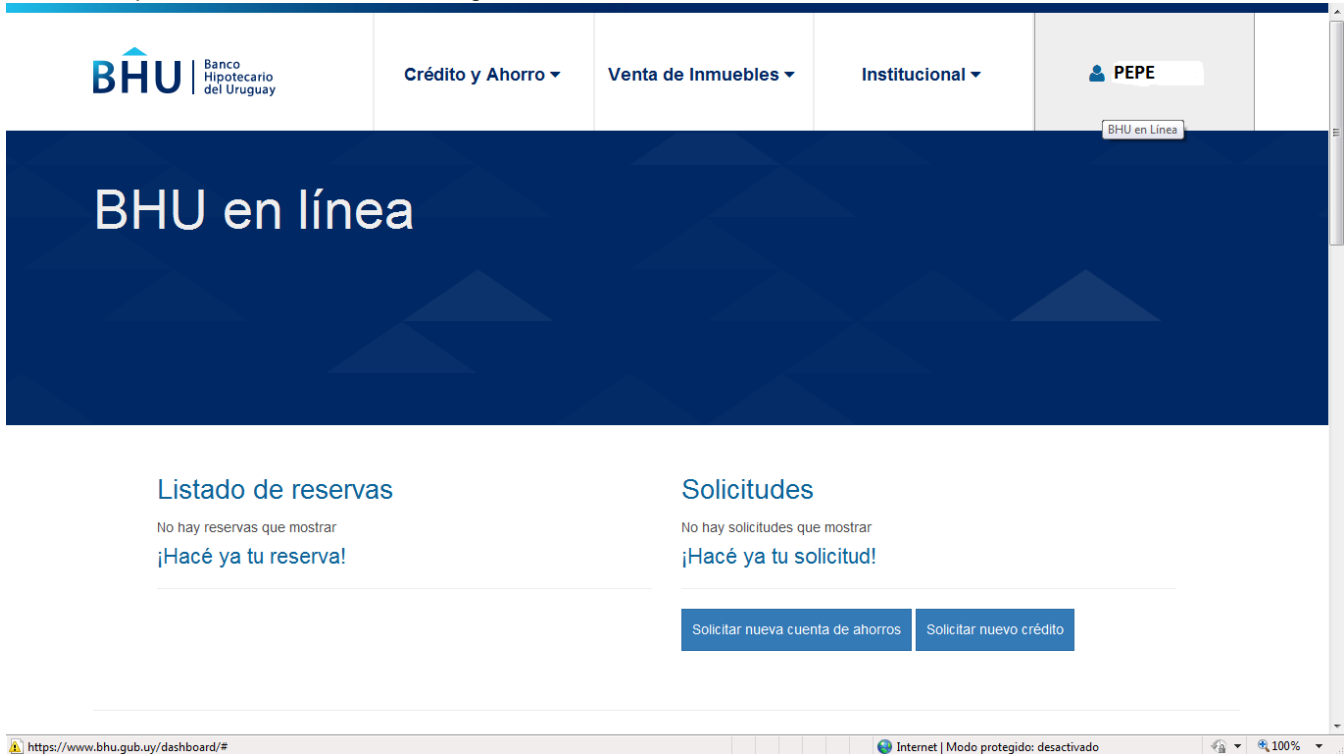 BHU
Banco
Hipotecario
del Uruguay
Crédito y Ahorro
Venta de Inmuebles
Institucional
PEPE
BHU en Línea
BHU en línea
Listado de reservas
No hay reservas que mostrar
¡Hacé ya tu reserva!
Solicitudes
No hay solicitudes que mostrar
¡Hacé ya tu solicitud!
Solicitar nueva cuenta de ahorros
Solicitar nuevo crédito
https://www.bhu.gub.uy/dashboard/#
Internet | Modo protegido: desactivado
100%